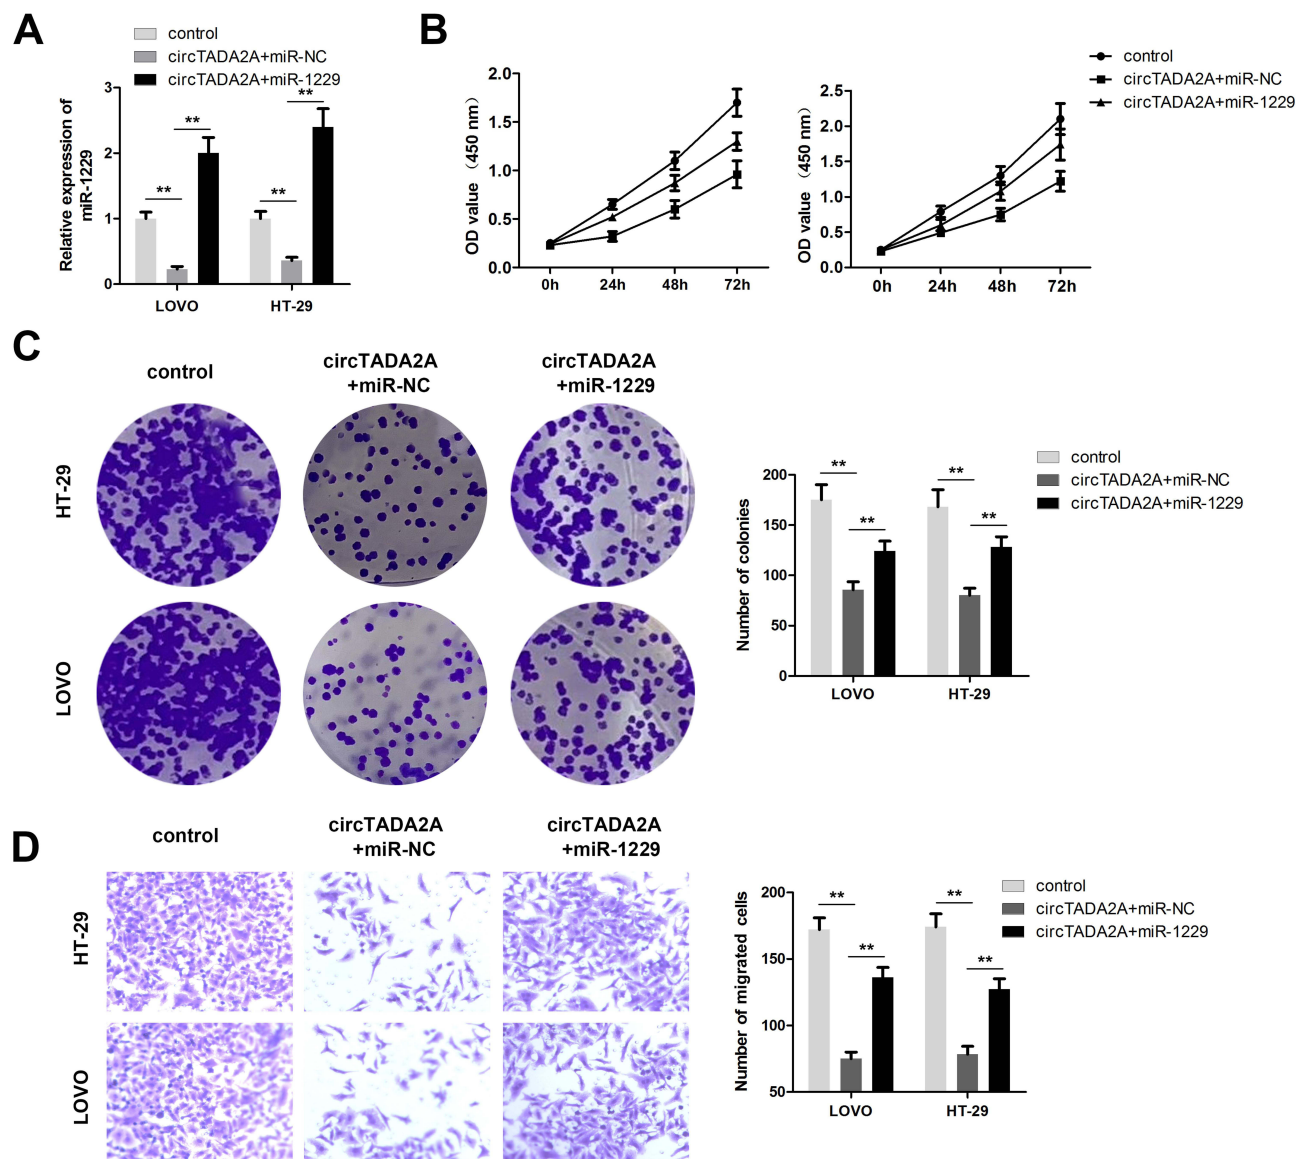 A
control
circTADA2A+miR-NC
circTADA2A+miR-1229
Relative expression of
miR-1229
3
2
1
0
**
**
**
**
LOVO
HT-29
B
OD value（450 nm）
2.0
1.5
1.0
0.5
0.0
0h
24h
48h
72h
OD value（450 nm）
2.5
2.0
1.5
1.0
0.5
0.0
0h
24h
48h
72h
control
circTADA2A+miR-NC
circTADA2A+miR-1229
C
control
circTADA2A
+miR-NC
circTADA2A
+miR-1229
HT-29
LOVO
Number of colonies
200
150
100
50
0
**
**
**
**
LOVO
HT-29
control
circTADA2A+miR-NC
circTADA2A+miR-1229
D
control
circTADA2A
+miR-NC
circTADA2A
+miR-1229
HT-29
LOVO
Number of migrated cells
200
150
100
50
**
**
**
**
LOVO
HT-29
control
circTADA2A+miR-NC
circTADA2A+miR-1229